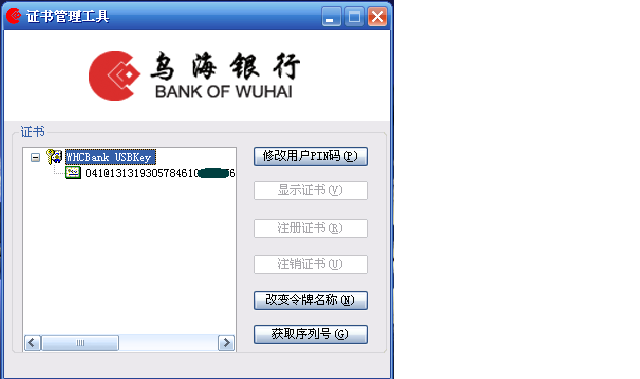 证书管理工具
乌海银行
BANK OF WUHAI
证书
WHCBank USBKey
041@131319305784610
修改用户PIN码(P)
显示证书(V)
注册证书(R)
注销证书(U)
改变令牌名称(N)
获取序列号(G)